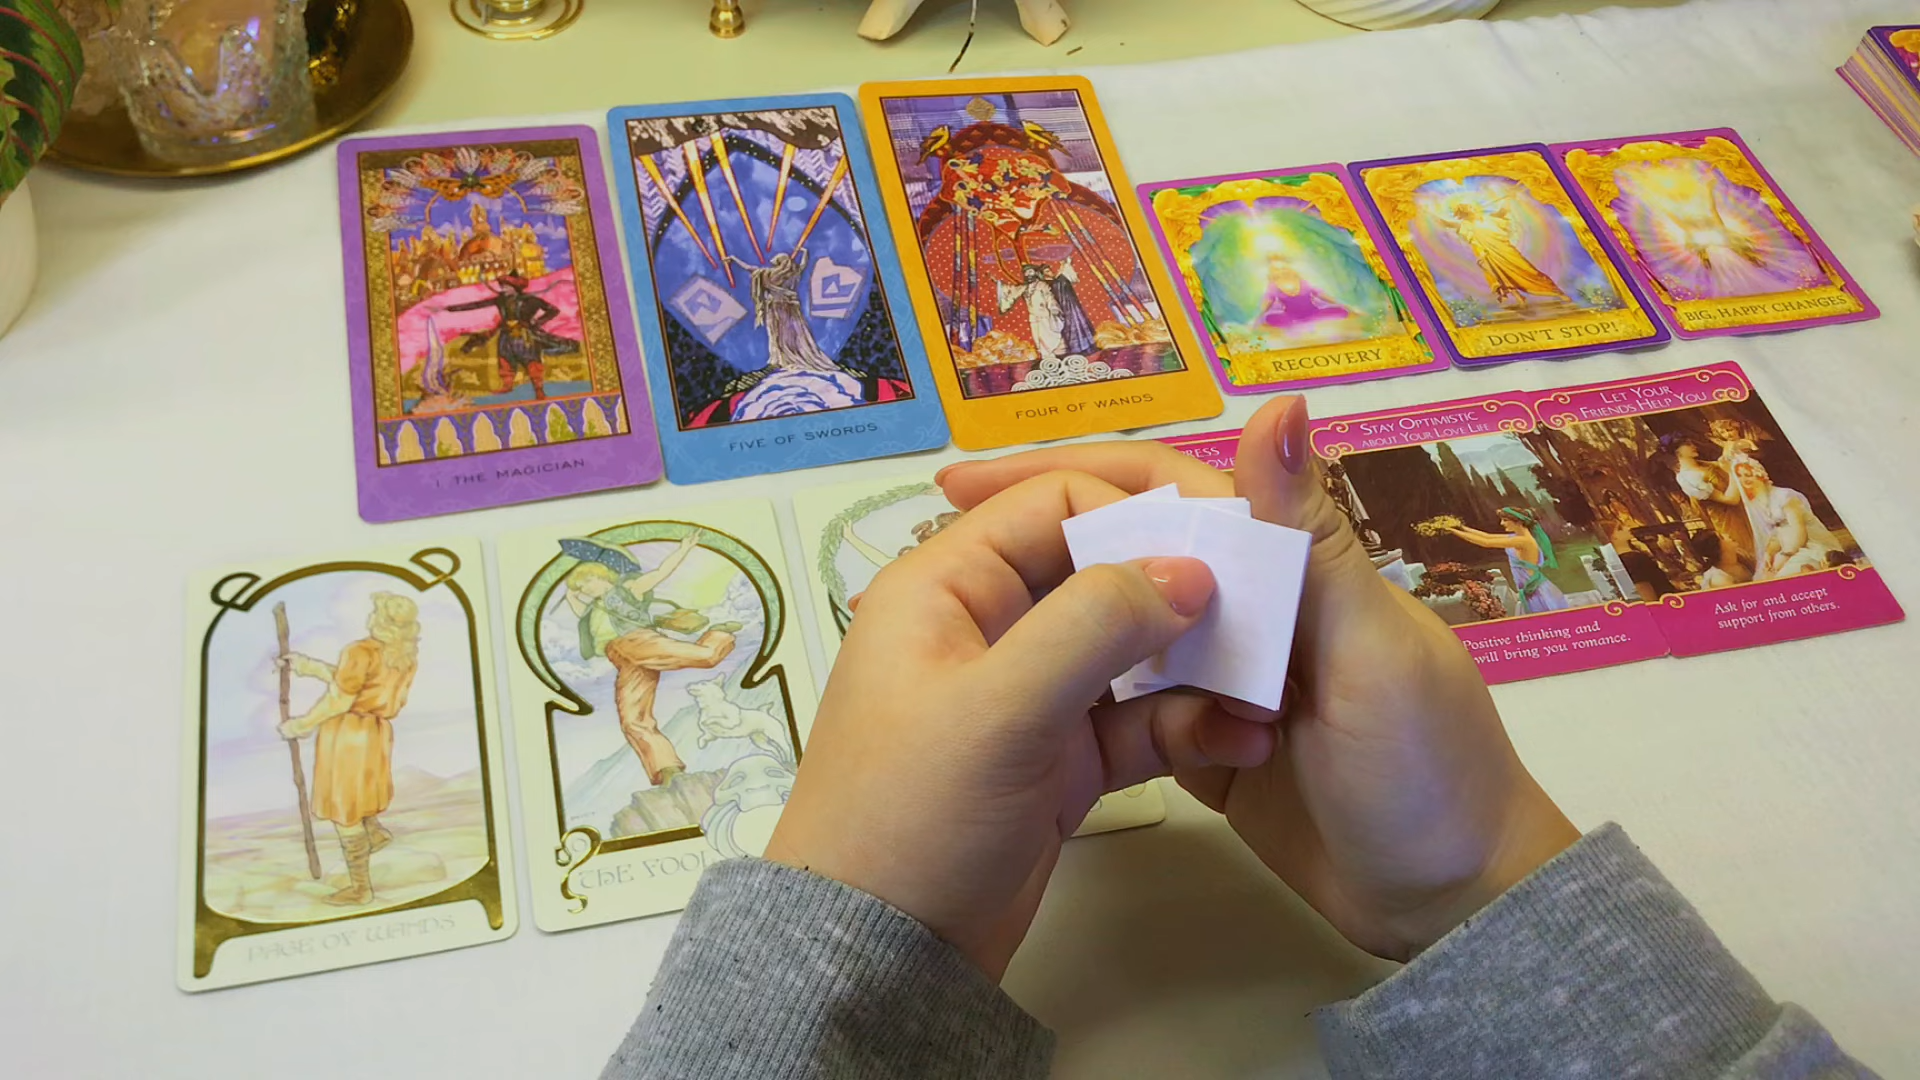 I THE MAGICIAN
FIVE OF SWORDS
FOUR OF WANDS
RECOVERY
DON'T STOP!
BIG, HAPPY CHANGES
STAY OPTIMISTIC
ABOUT YOUR LOVE LIFE
Positive thinking and
will bring you romance.
LET YOUR
FRIENDS HELP YOU
Ask for and accept
support from others.
PAGE OF WANDS
THE FOOL